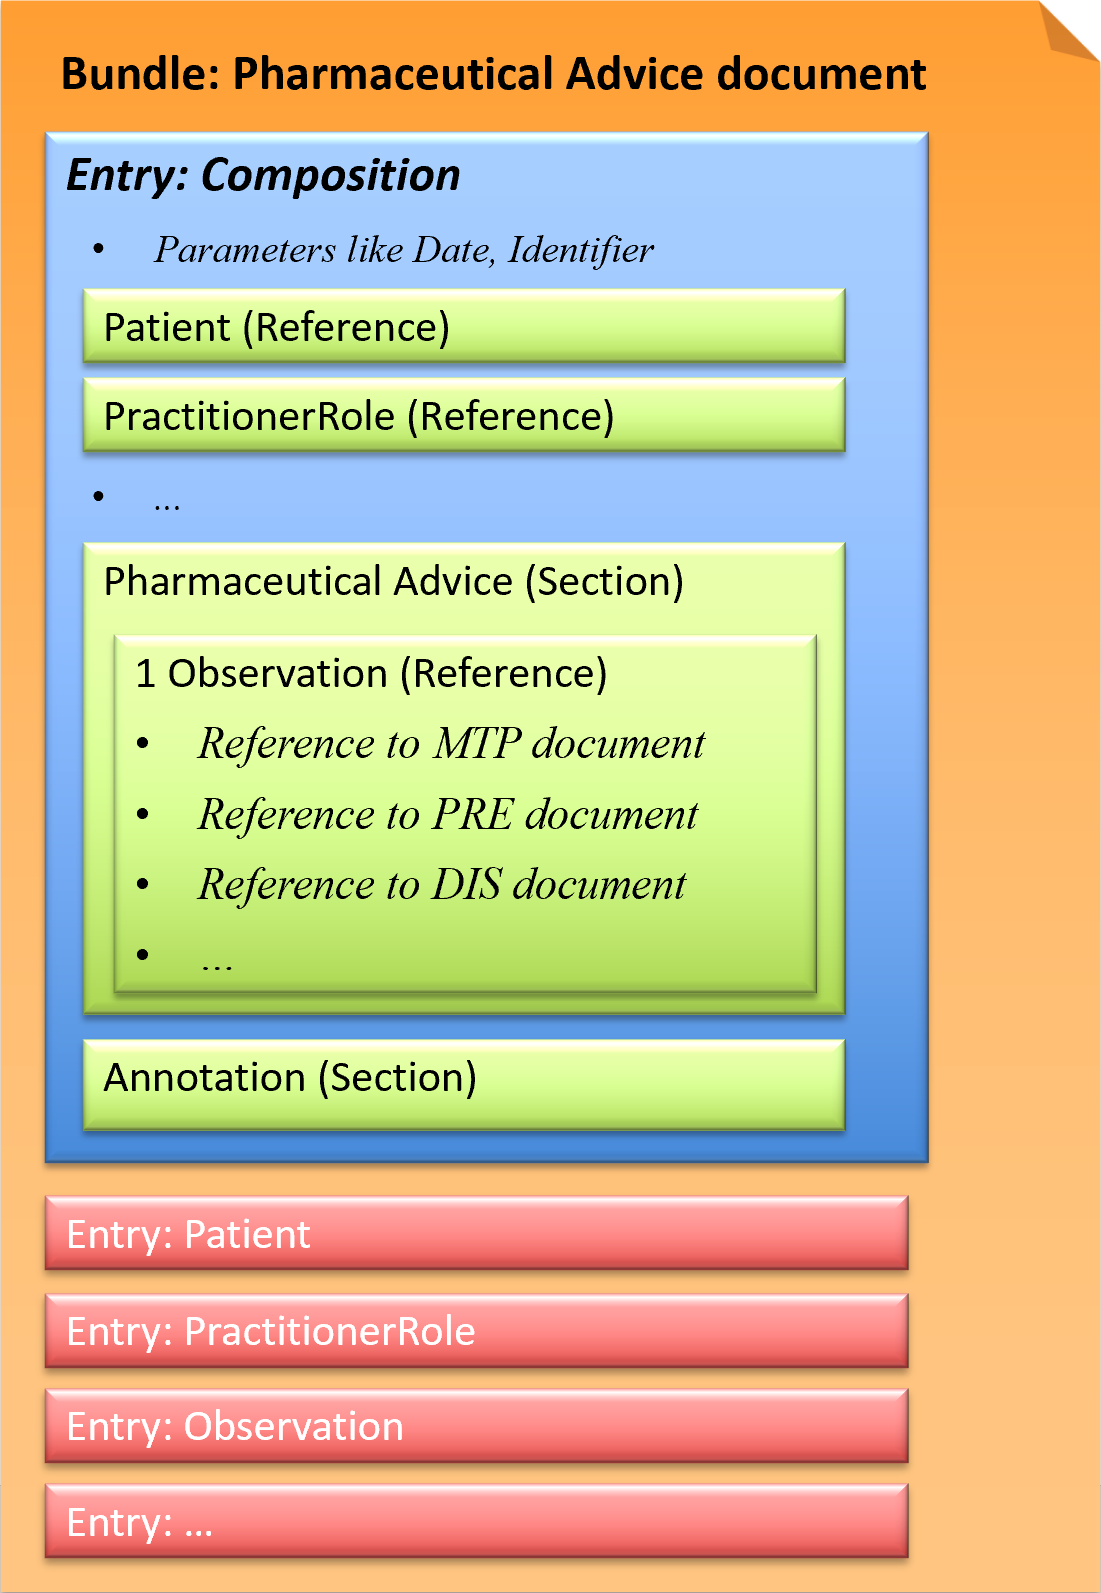 Bundle: Pharmaceutical Advice document
Entry: Composition
• Parameters like Date, Identifier
Patient (Reference)
PractitionerRole (Reference)
• ...
Pharmaceutical Advice (Section)
1 Observation (Reference)
• Reference to MTP document
• Reference to PRE document
• Reference to DIS document
• ...
Annotation (Section)
Entry: Patient
Entry: PractitionerRole
Entry: Observation
Entry: ...